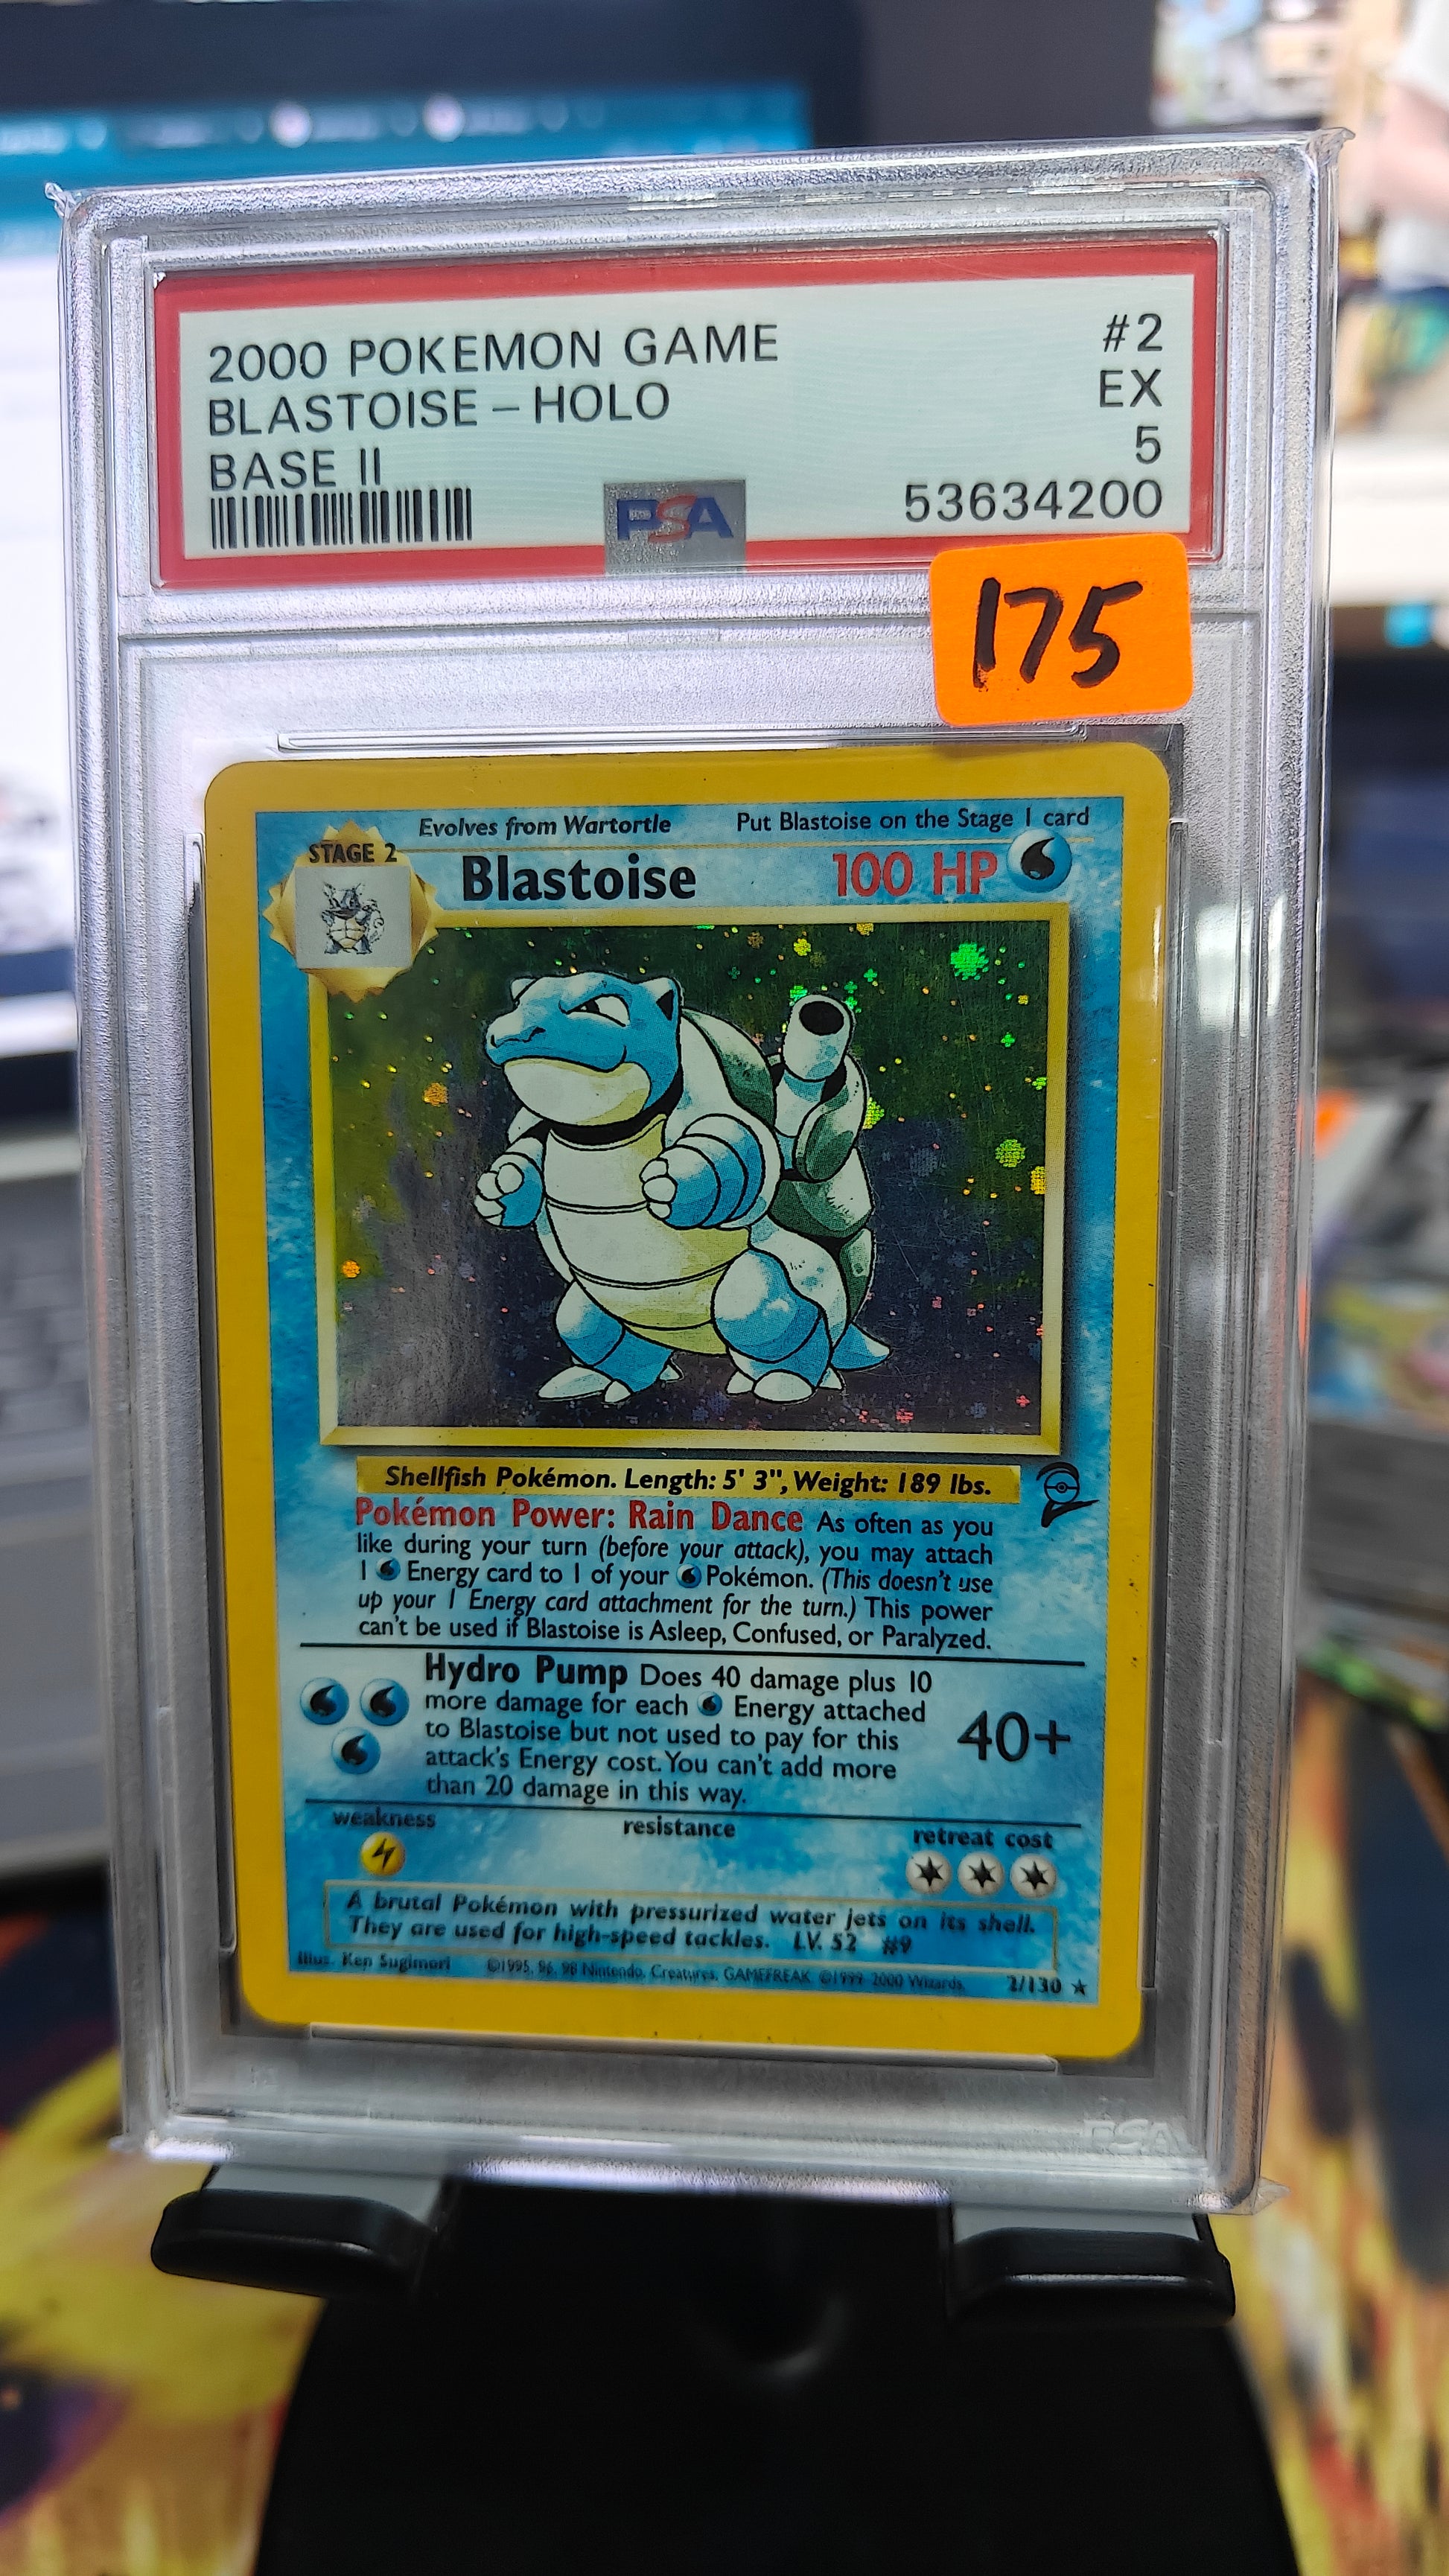 2000 POKEMON GAME #2
BLASTOISE – HOLO EX
BASE II 5
PSA 53634200
175
Evolves from Wartortle Put Blastoise on the Stage 1 card
STAGE 2
Blastoise 100 HP
Shellfish Pokémon. Length: 5' 3", Weight: 189 lbs.
Pokémon Power: Rain Dance As often as you
like during your turn (before your attack), you may attach
1 Energy card to 1 of your Pokémon. (This doesn't use
up your 1 Energy card attachment for the turn.) This power
can't be used if Blastoise is Asleep, Confused, or Paralyzed.
Hydro Pump Does 40 damage plus 10
more damage for each Energy attached
to Blastoise but not used to pay for this
attack's Energy cost. You can't add more
than 20 damage in this way.
40+
weakness resistance retreat cost
A brutal Pokémon with pressurized water jets on its shell.
They are used for high-speed tackles. LV. 52 #9
Illus. Ken Sugimori ©1995, 96, 98 Nintendo, Creatures, GAMEFREAK. ©1999-2000 Wizards. 2/130 ★
PSA